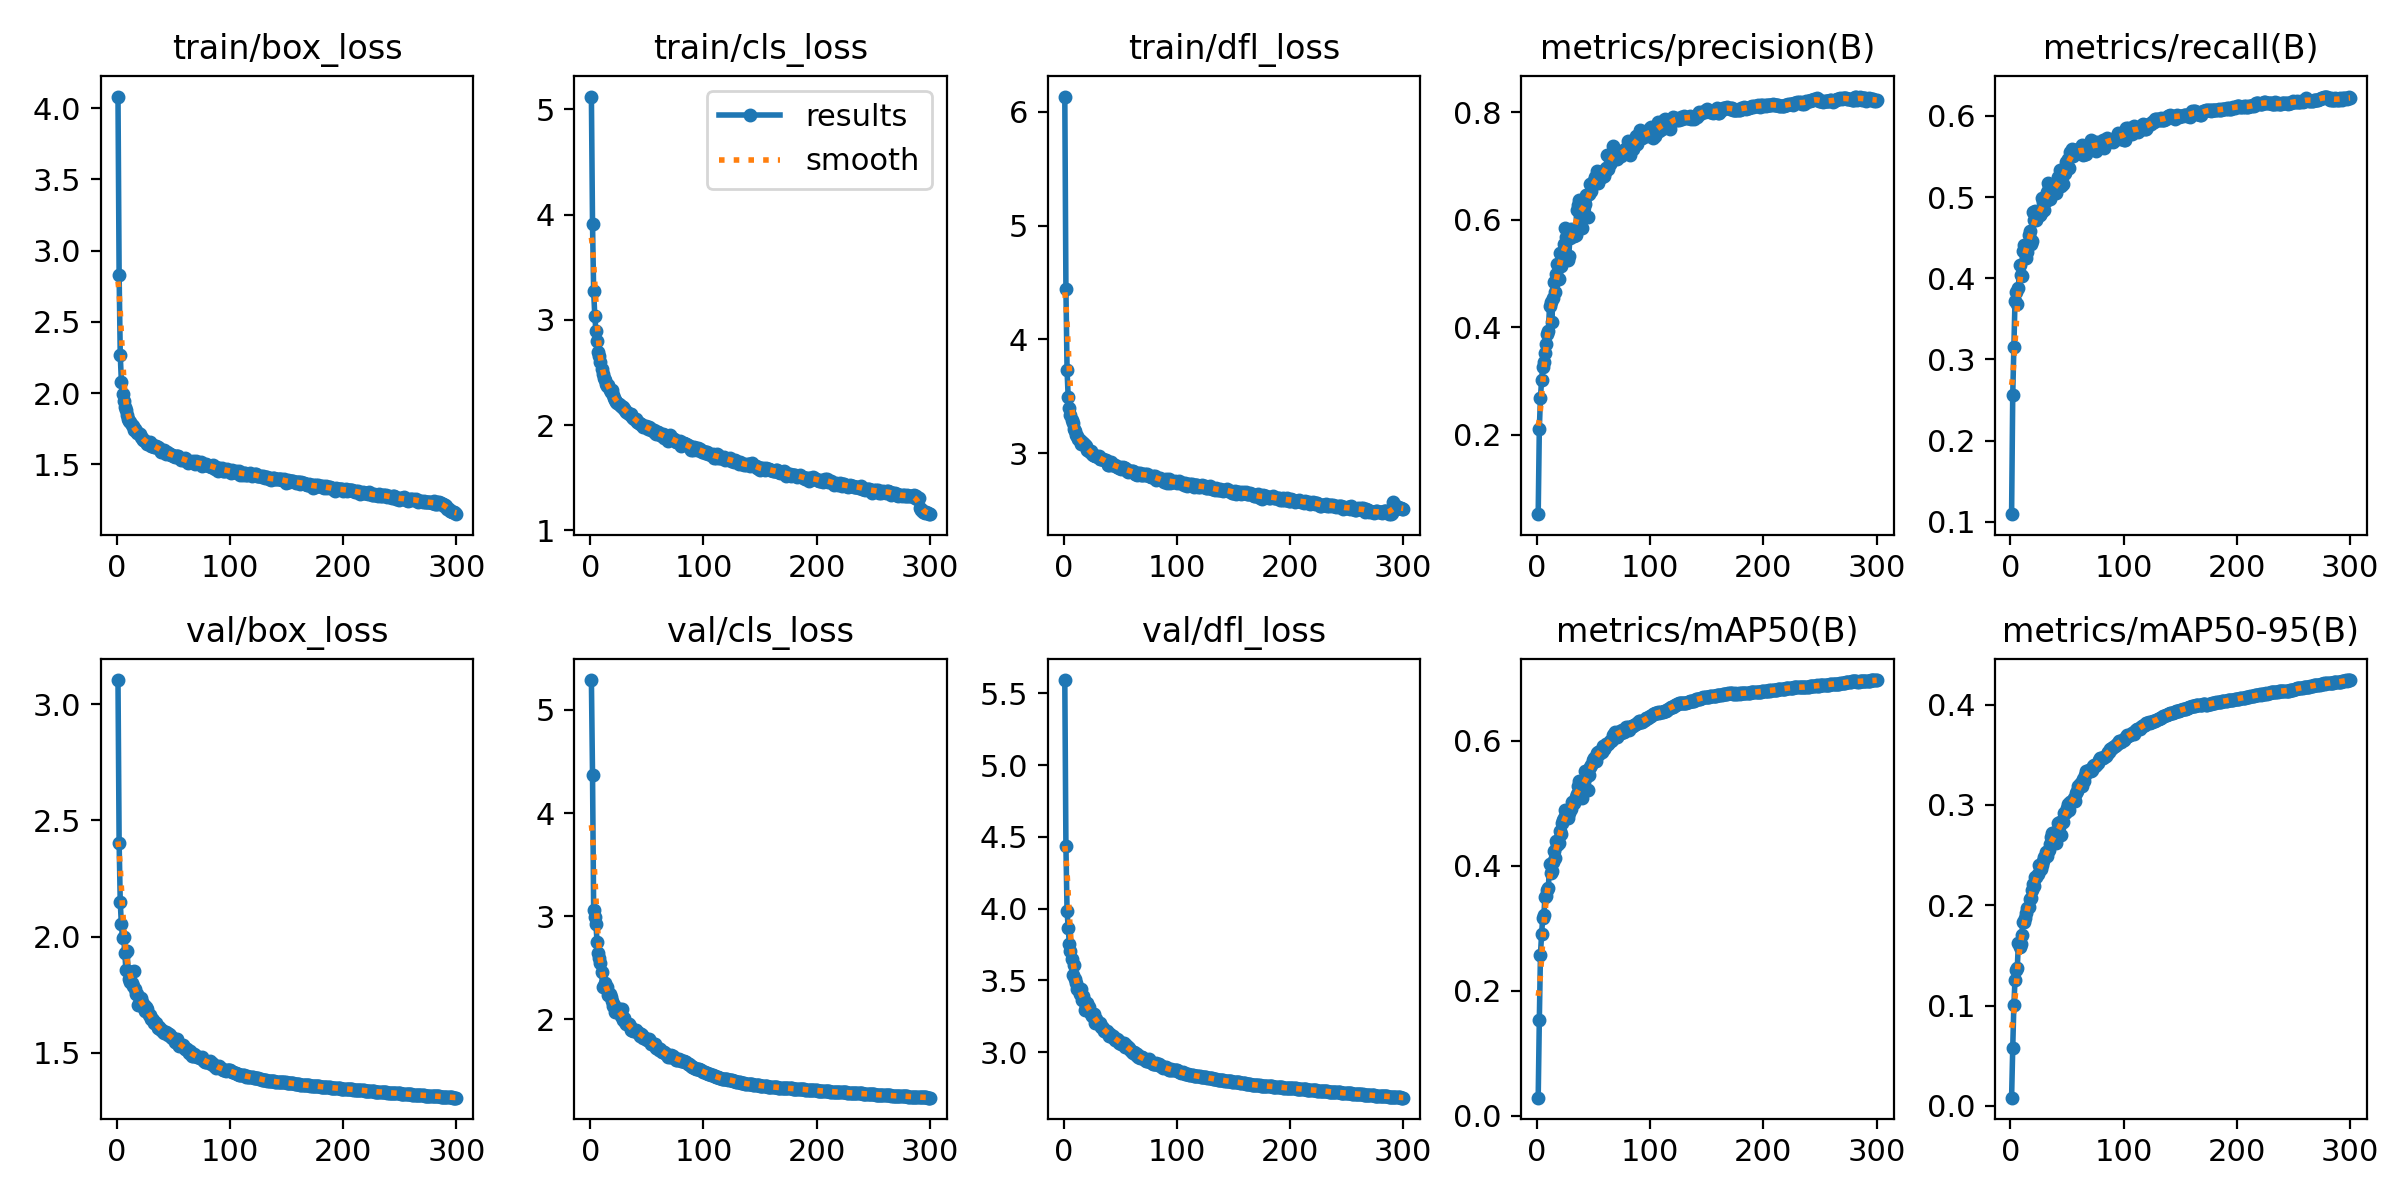 train/box_loss
train/cls_loss
train/dfl_loss
metrics/precision(B)
metrics/recall(B)
4.0
3.5
3.0
2.5
2.0
1.5
0 100 200 300
5
4
3
2
1
results
smooth
0 100 200 300
6
5
4
3
0 100 200 300
0.8
0.6
0.4
0.2
0 100 200 300
0.6
0.5
0.4
0.3
0.2
0.1
0 100 200 300
val/box_loss
val/cls_loss
val/dfl_loss
metrics/mAP50(B)
metrics/mAP50-95(B)
3.0
2.5
2.0
1.5
0 100 200 300
5
4
3
2
0 100 200 300
5.5
5.0
4.5
4.0
3.5
3.0
0 100 200 300
0.6
0.4
0.2
0.0
0 100 200 300
0.4
0.3
0.2
0.1
0.0
0 100 200 300